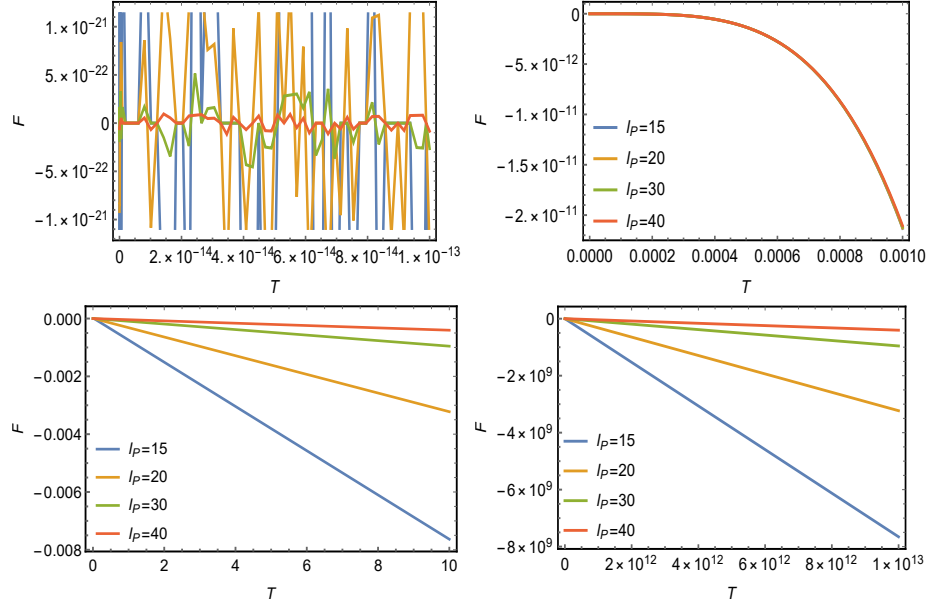 1.×10⁻²¹
5.×10⁻²²
0
-5.×10⁻²²
-1.×10⁻²¹
F
0 2.×10⁻¹⁴ 4.×10⁻¹⁴ 6.×10⁻¹⁴ 8.×10⁻¹⁴ 1.×10⁻¹³
T
0
-5.×10⁻¹²
-1.×10⁻¹¹
-1.5×10⁻¹¹
-2.×10⁻¹¹
F
l_P=15
l_P=20
l_P=30
l_P=40
0.0000 0.0002 0.0004 0.0006 0.0008 0.0010
T
0.000
-0.002
-0.004
-0.006
-0.008
F
l_P=15
l_P=20
l_P=30
l_P=40
0 2 4 6 8 10
T
0
-2×10⁹
-4×10⁹
-6×10⁹
-8×10⁹
F
l_P=15
l_P=20
l_P=30
l_P=40
0 2×10¹² 4×10¹² 6×10¹² 8×10¹² 1×10¹³
T